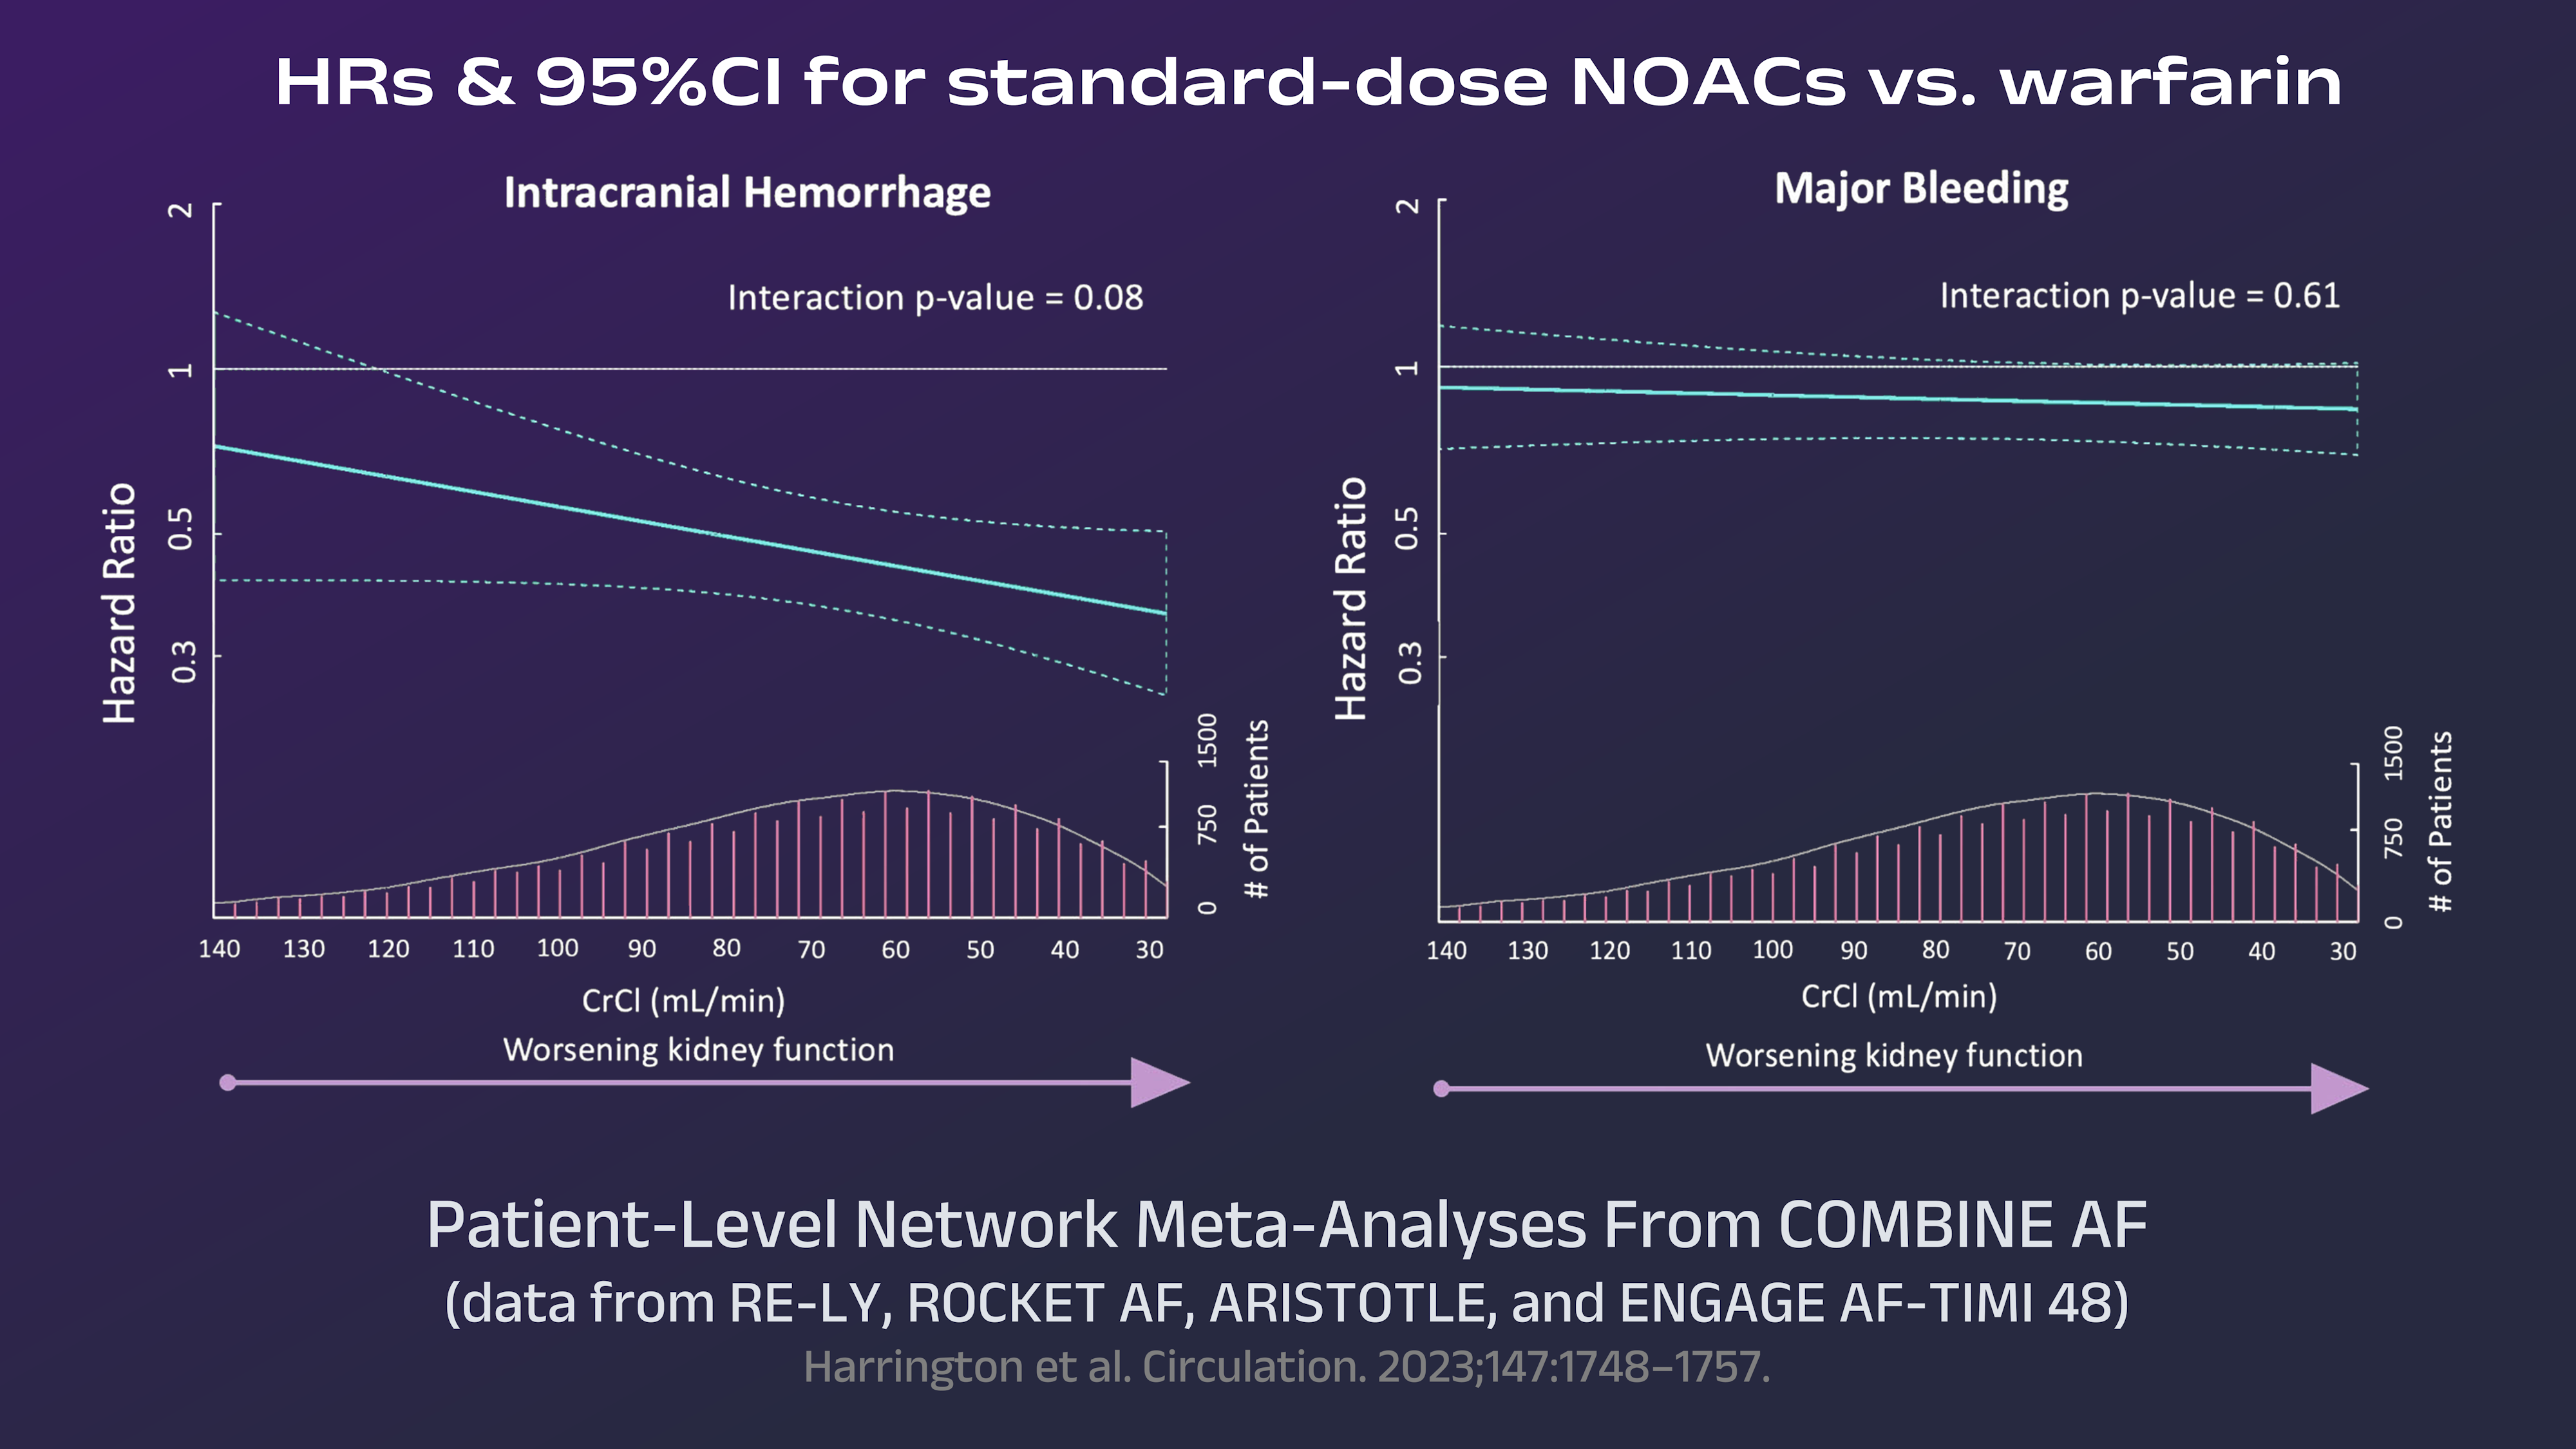 HRs & 95%CI for standard-dose NOACs vs. warfarin
Intracranial Hemorrhage
Interaction p-value = 0.08
Hazard Ratio
2
1
0.5
0.3
# of Patients
1500
750
0
140 130 120 110 100 90 80 70 60 50 40 30
CrCl (mL/min)
Worsening kidney function
Major Bleeding
Interaction p-value = 0.61
Hazard Ratio
2
1
0.5
0.3
# of Patients
1500
750
0
140 130 120 110 100 90 80 70 60 50 40 30
CrCl (mL/min)
Worsening kidney function
Patient-Level Network Meta-Analyses From COMBINE AF
(data from RE-LY, ROCKET AF, ARISTOTLE, and ENGAGE AF-TIMI 48)
Harrington et al. Circulation. 2023;147:1748–1757.